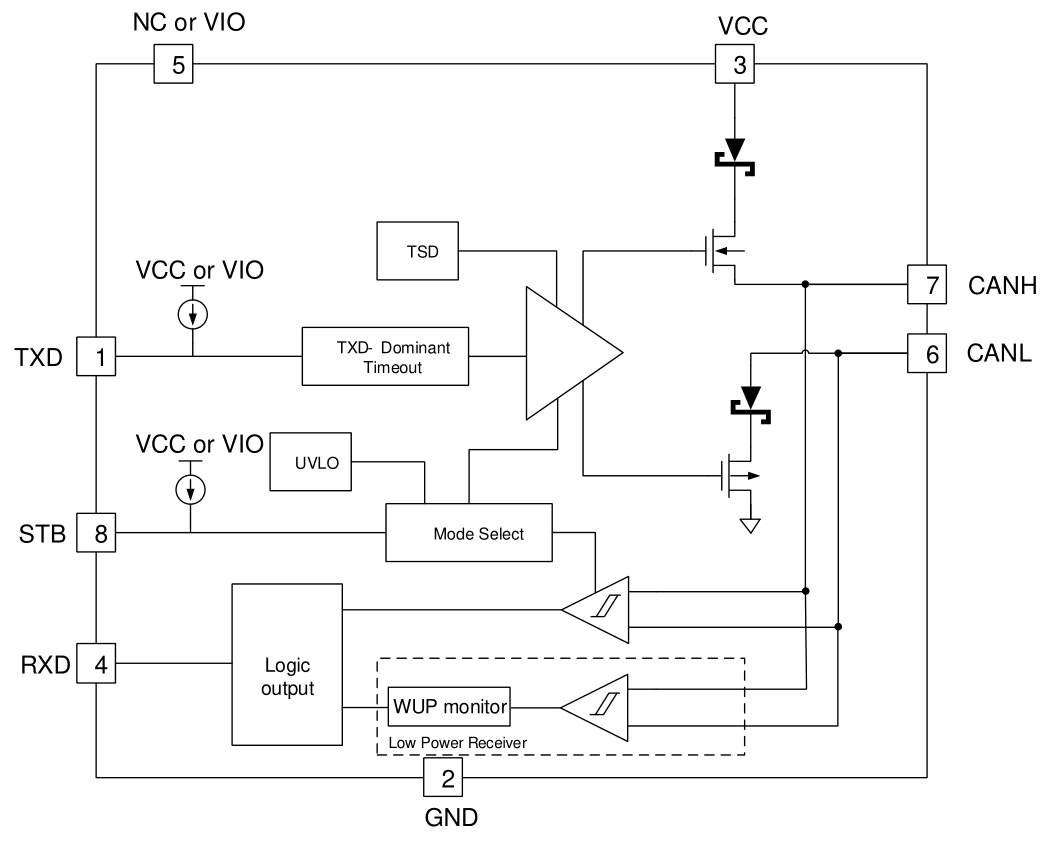 NC or VIO
5
VCC
3
TSD
VCC or VIO
7
CANH
TXD
1
TXD- Dominant
Timeout
6
CANL
VCC or VIO
UVLO
STB
8
Mode Select
RXD
4
Logic
output
WUP monitor
Low Power Receiver
2
GND